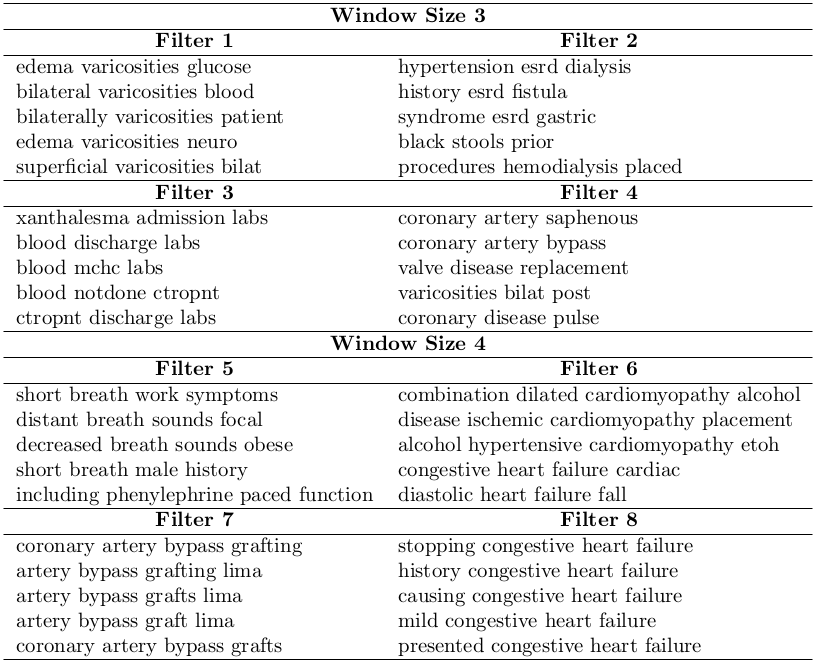 Window Size 3
Filter 1 Filter 2
edema varicosities glucose hypertension esrd dialysis
bilateral varicosities blood history esrd fistula
bilaterally varicosities patient syndrome esrd gastric
edema varicosities neuro black stools prior
superficial varicosities bilat procedures hemodialysis placed
Filter 3 Filter 4
xanthalesma admission labs coronary artery saphenous
blood discharge labs coronary artery bypass
blood mchc labs valve disease replacement
blood notdone ctropnt varicosities bilat post
ctropnt discharge labs coronary disease pulse
Window Size 4
Filter 5 Filter 6
short breath work symptoms combination dilated cardiomyopathy alcohol
distant breath sounds focal disease ischemic cardiomyopathy placement
decreased breath sounds obese alcohol hypertensive cardiomyopathy etoh
short breath male history congestive heart failure cardiac
including phenylephrine paced function diastolic heart failure fall
Filter 7 Filter 8
coronary artery bypass grafting stopping congestive heart failure
artery bypass grafting lima history congestive heart failure
artery bypass grafts lima causing congestive heart failure
artery bypass graft lima mild congestive heart failure
coronary artery bypass grafts presented congestive heart failure